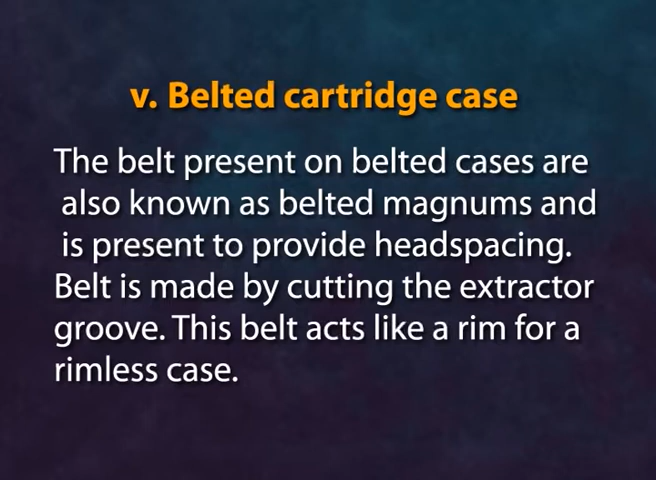 v. Belted cartridge case
The belt present on belted cases are
also known as belted magnums and
is present to provide headspacing.
Belt is made by cutting the extractor
groove. This belt acts like a rim for a
rimless case.